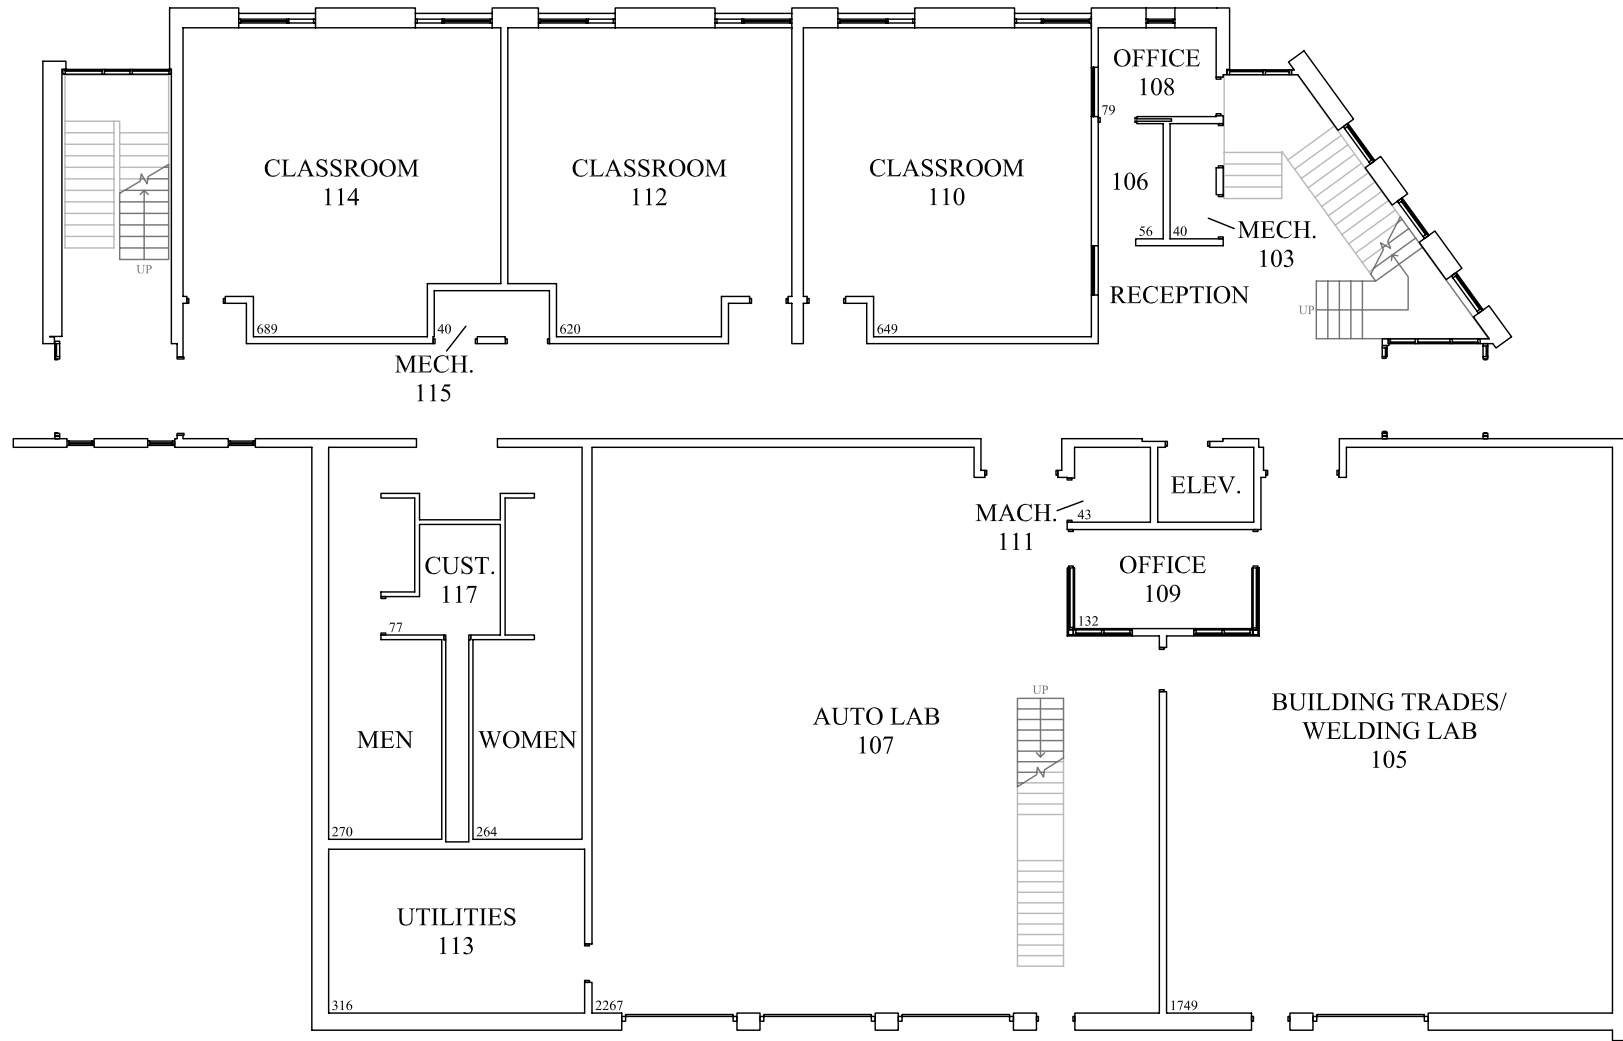 OFFICE
108
79
CLASSROOM
114
CLASSROOM
112
CLASSROOM
110
106
56
40
MECH.
103
UP
RECEPTION
UP
689
40
620
649
MECH.
115
ELEV.
MACH.
111
43
CUST.
117
OFFICE
109
77
132
UP
MEN
WOMEN
AUTO LAB
107
BUILDING TRADES/
WELDING LAB
105
270
264
UTILITIES
113
316
2267
1749